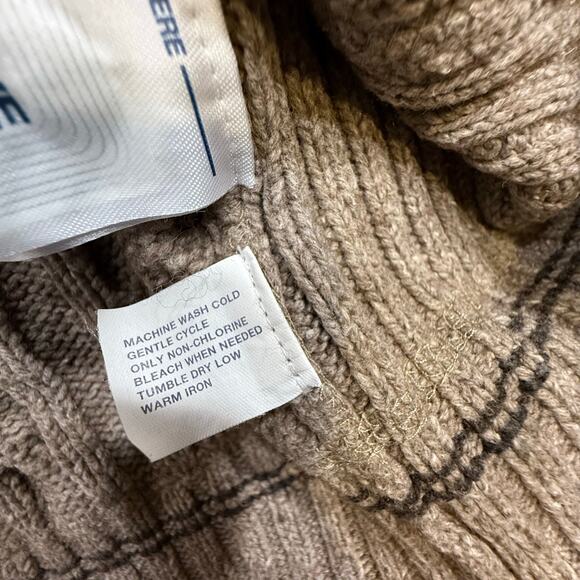 ERE
MACHINE WASH COLD
GENTLE CYCLE
ONLY NON-CHLORINE
BLEACH WHEN NEEDED
TUMBLE DRY LOW
WARM IRON